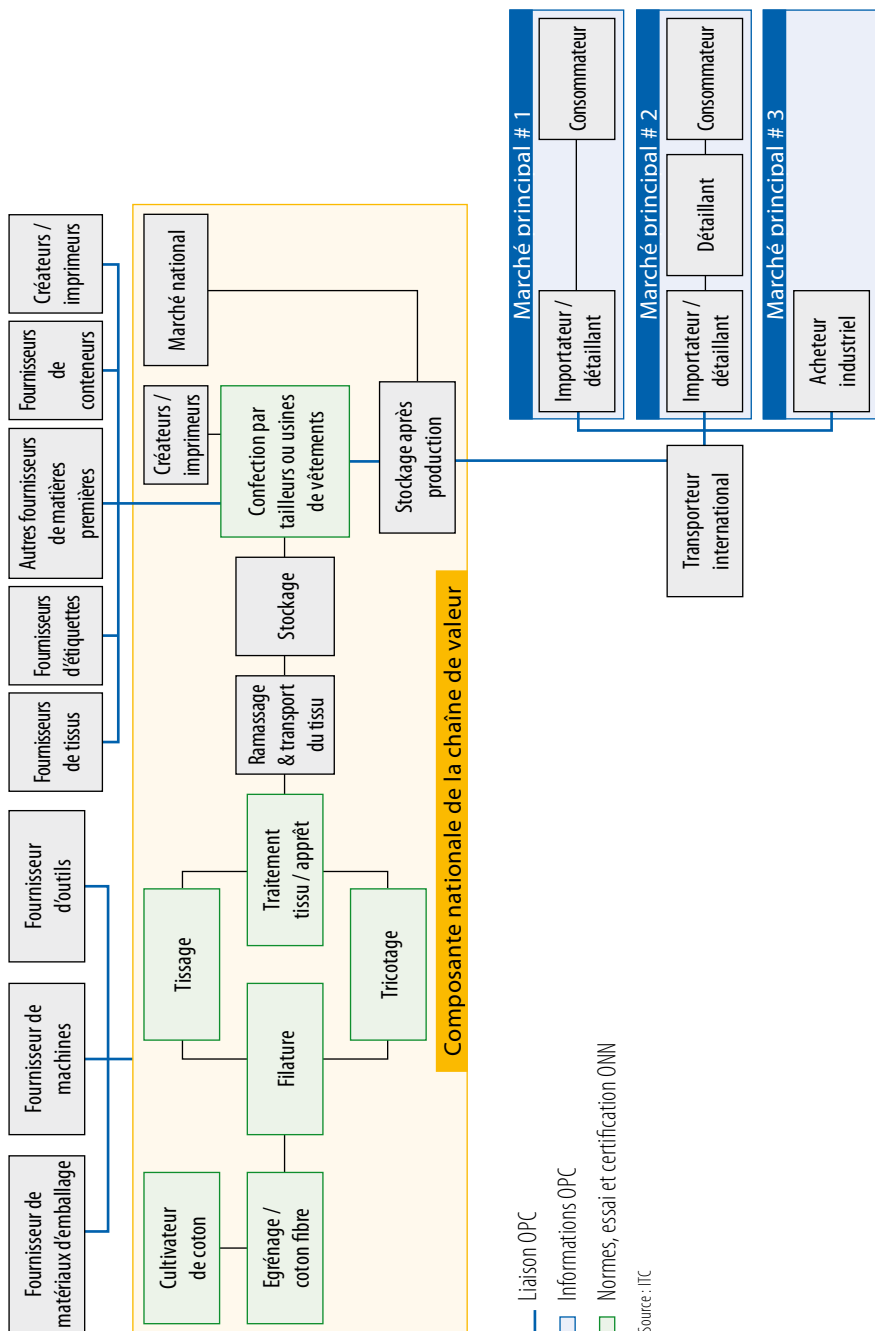 Fournisseur de
matériaux d'emballage
Fournisseur de
machines
Fournisseur
d'outils
Fournisseurs
de tissus
Fournisseurs
d'étiquettes
Autres fournisseurs
de matières
premières
Fournisseurs
de
conteneurs
Créateurs /
imprimeurs
Cultivateur
de coton
Egrénage /
coton fibre
Filature
Tissage
Tricotage
Traitement
tissu / apprêt
Ramassage
& transport
du tissu
Stockage
Créateurs /
imprimeurs
Confection par
tailleurs ou usines
de vêtements
Marché national
Stockage après
production
Composante nationale de la chaîne de valeur
Transporteur
international
Marché principal # 1
Importateur /
détaillant
Consommateur
Marché principal # 2
Importateur /
détaillant
Détaillant
Consommateur
Marché principal # 3
Acheteur
industriel
Liaison OPC
Informations OPC
Normes, essai et certification ONN
Source : ITC